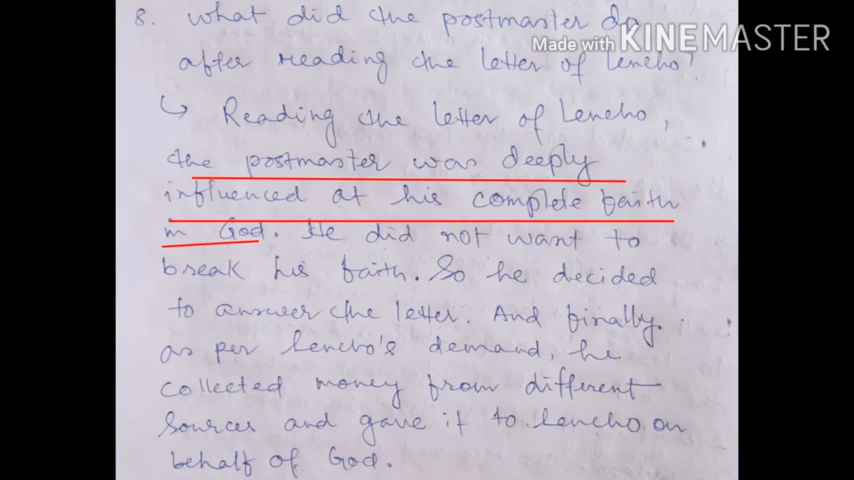 8. what did the postmaster do
Made with KINEMASTER
after reading the letter of Lencho?
↳ Reading the letter of Lencho,
the postmaster was deeply
influenced at his complete faith
in God. He did not want to
break his faith. So he decided
to answer the letter. And finally
as per Lencho's demand, he
collected money from different
sources and gave it to Lencho on
behalf of God.